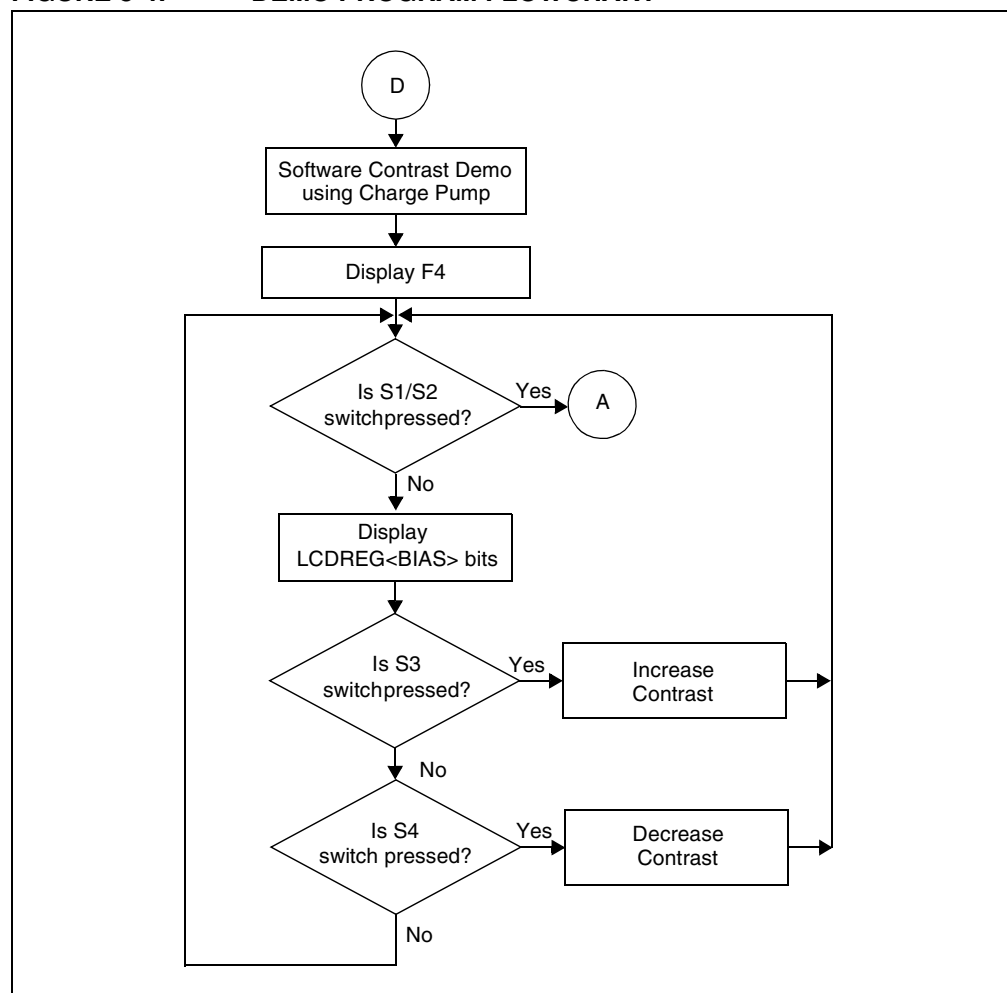 D
Software Contrast Demo
using Charge Pump
Display F4
Is S1/S2
switchpressed?
Yes
A
No
Display
LCDREG<BIAS> bits
Is S3
switchpressed?
Yes
Increase
Contrast
No
Is S4
switch pressed?
Yes
Decrease
Contrast
No